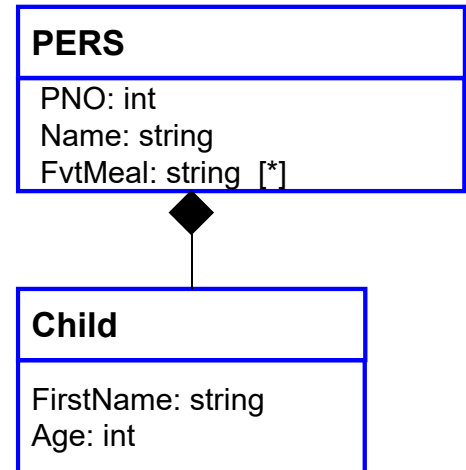 PERS
PNO: int
Name: string
FvtMeal: string [*]
Child
FirstName: string
Age: int